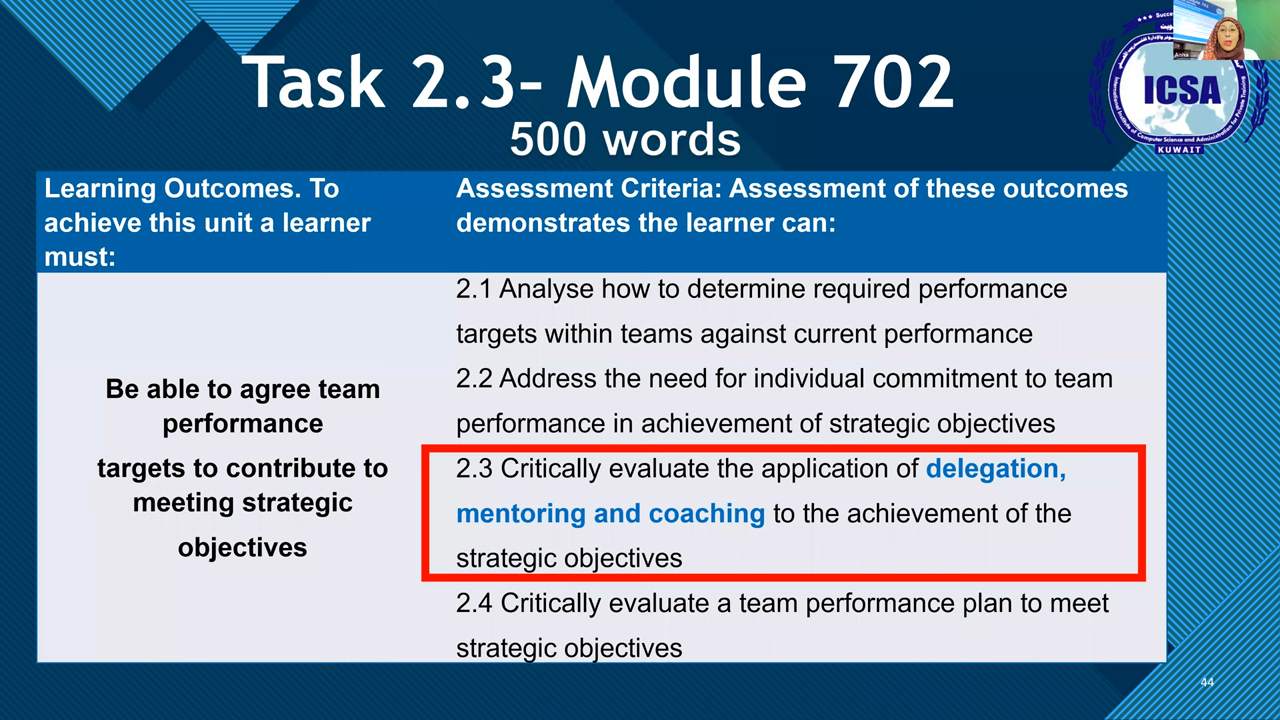 Task 2.3– Module 702
500 words
ICSA
KUWAIT
Learning Outcomes. To
achieve this unit a learner
must:
Assessment Criteria: Assessment of these outcomes
demonstrates the learner can:
Be able to agree team
performance
targets to contribute to
meeting strategic
objectives
2.1 Analyse how to determine required performance
targets within teams against current performance
2.2 Address the need for individual commitment to team
performance in achievement of strategic objectives
2.3 Critically evaluate the application of delegation,
mentoring and coaching to the achievement of the
strategic objectives
2.4 Critically evaluate a team performance plan to meet
strategic objectives
44